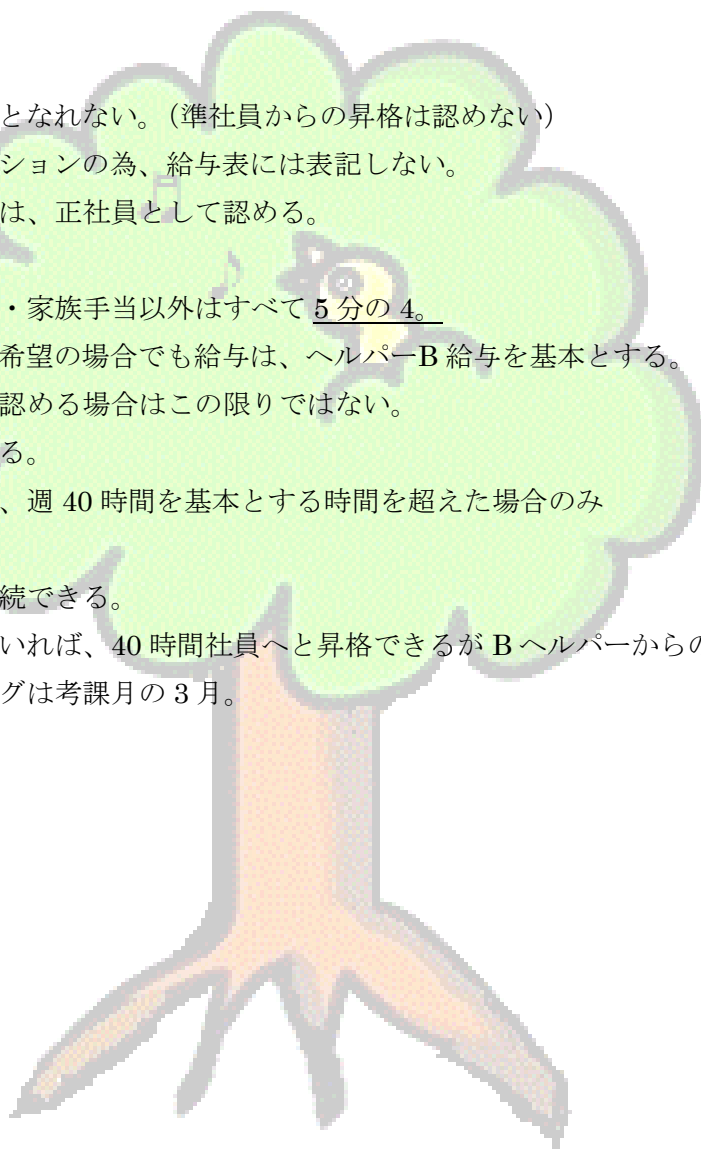 となれない。（準社員からの昇格は認めない）
ションの為、給与表には表記しない。
は、正社員として認める。
・家族手当以外はすべて 5 分の 4。
希望の場合でも給与は、ヘルパーB 給与を基本とする。
認める場合はこの限りではない。
る。
、週 40 時間を基本とする時間を超えた場合のみ
続できる。
いれば、40 時間社員へと昇格できるが B ヘルパーからの
グは考課月の 3 月。